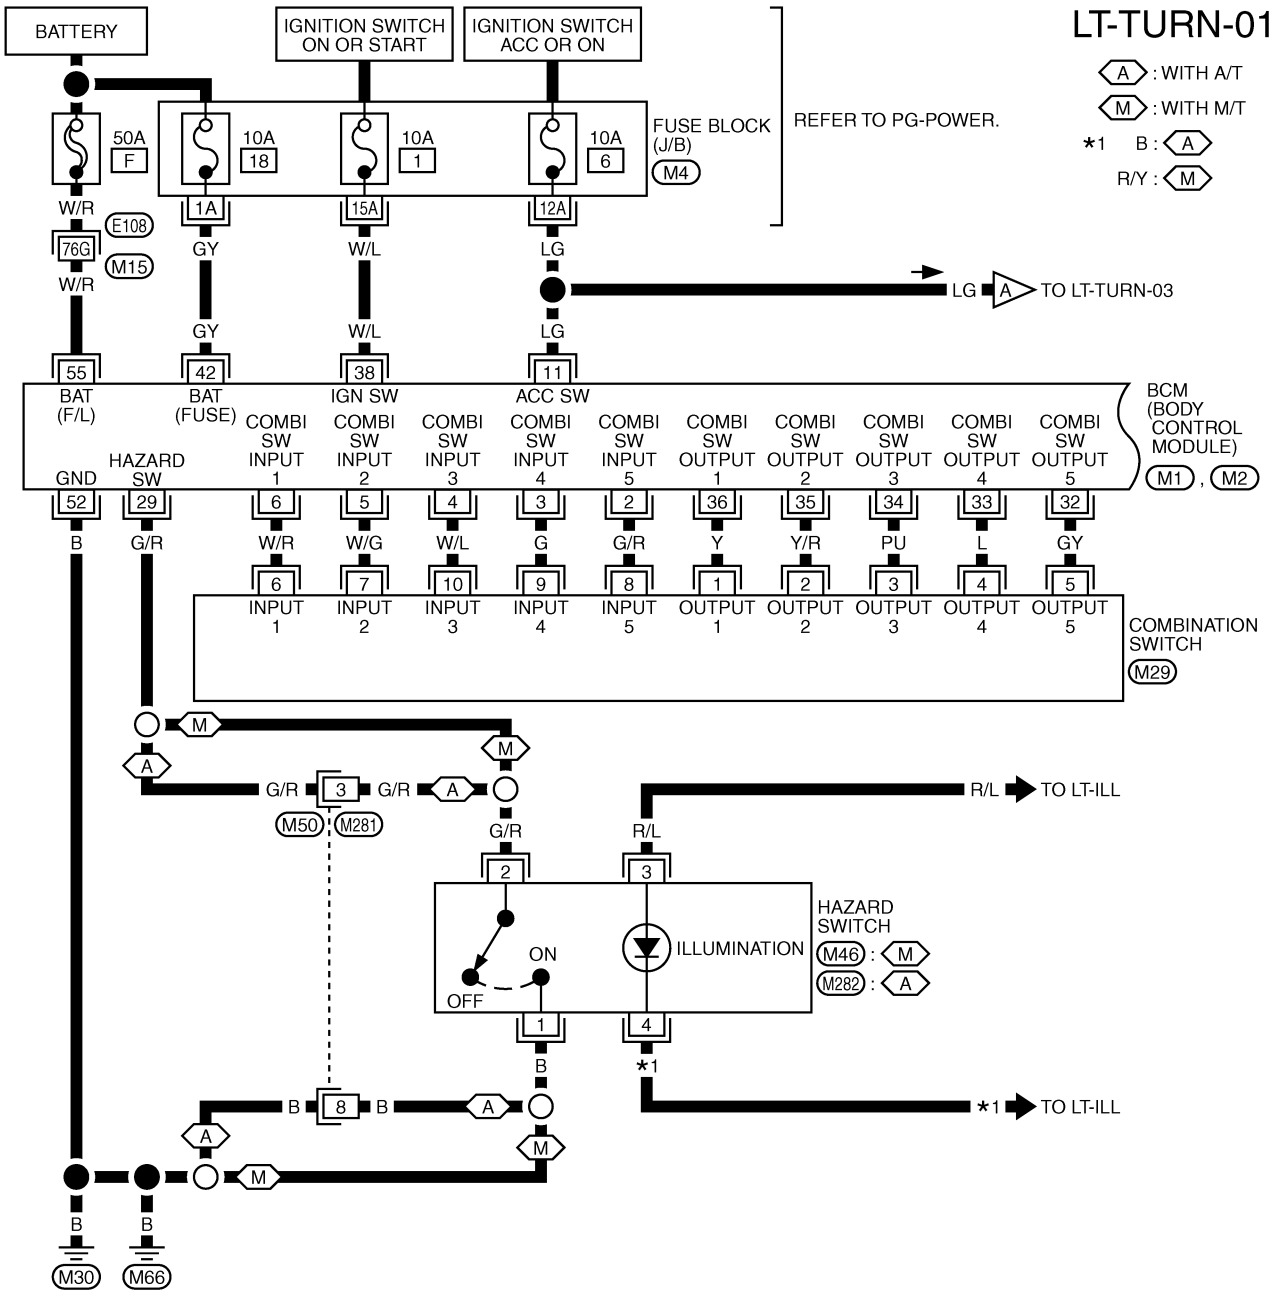 LT-TURN-01
BATTERY
IGNITION SWITCH
ON OR START
IGNITION SWITCH
ACC OR ON
A : WITH A/T
M : WITH M/T
*1 B : A
R/Y : M
50A
F
10A
18
10A
1
10A
6
FUSE BLOCK
(J/B)
M4
REFER TO PG-POWER.
W/R
1A
15A
12A
E108
76G
M15
GY
W/L
LG
W/R
LG
A
TO LT-TURN-03
GY
W/L
LG
55
42
38
11
BAT
(F/L)
BAT
(FUSE)
IGN SW
ACC SW
BCM
(BODY
CONTROL
MODULE)
M1 , M2
GND
HAZARD
SW
COMBI
SW
INPUT
1
COMBI
SW
INPUT
2
COMBI
SW
INPUT
3
COMBI
SW
INPUT
4
COMBI
SW
INPUT
5
COMBI
SW
OUTPUT
1
COMBI
SW
OUTPUT
2
COMBI
SW
OUTPUT
3
COMBI
SW
OUTPUT
4
COMBI
SW
OUTPUT
5
52
29
6
5
4
3
2
36
35
34
33
32
B
G/R
W/R
W/G
W/L
G
G/R
Y
Y/R
PU
L
GY
6
7
10
9
8
1
2
3
4
5
INPUT
1
INPUT
2
INPUT
3
INPUT
4
INPUT
5
OUTPUT
1
OUTPUT
2
OUTPUT
3
OUTPUT
4
OUTPUT
5
COMBINATION
SWITCH
M29
M
M
A
G/R
3
G/R
A
M50
M281
R/L
TO LT-ILL
G/R
R/L
2
3
HAZARD
SWITCH
M46 : M
M282 : A
ON
OFF
ILLUMINATION
1
4
B
*1
B
8
B
A
*1
TO LT-ILL
A
M
M
B
B
M30
M66